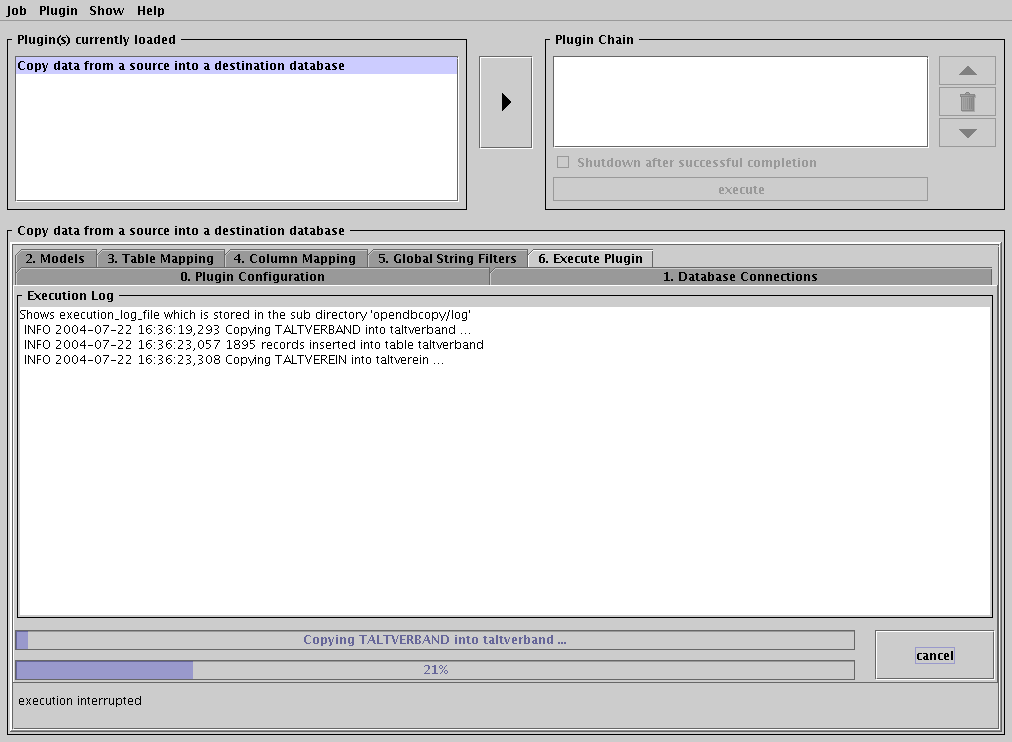 Job Plugin Show Help
Plugin(s) currently loaded
Copy data from a source into a destination database
Plugin Chain
Shutdown after successful completion
execute
Copy data from a source into a destination database
2. Models 3. Table Mapping 4. Column Mapping 5. Global String Filters 6. Execute Plugin
0. Plugin Configuration 1. Database Connections
Execution Log
Shows execution_log_file which is stored in the sub directory 'opendbcopy/log'
INFO 2004-07-22 16:36:19,293 Copying TALTVERBAND into taltverband ...
INFO 2004-07-22 16:36:23,057 1895 records inserted into table taltverband
INFO 2004-07-22 16:36:23,308 Copying TALTVEREIN into taltverein ...
Copying TALTVERBAND into taltverband ...
21%
cancel
execution interrupted